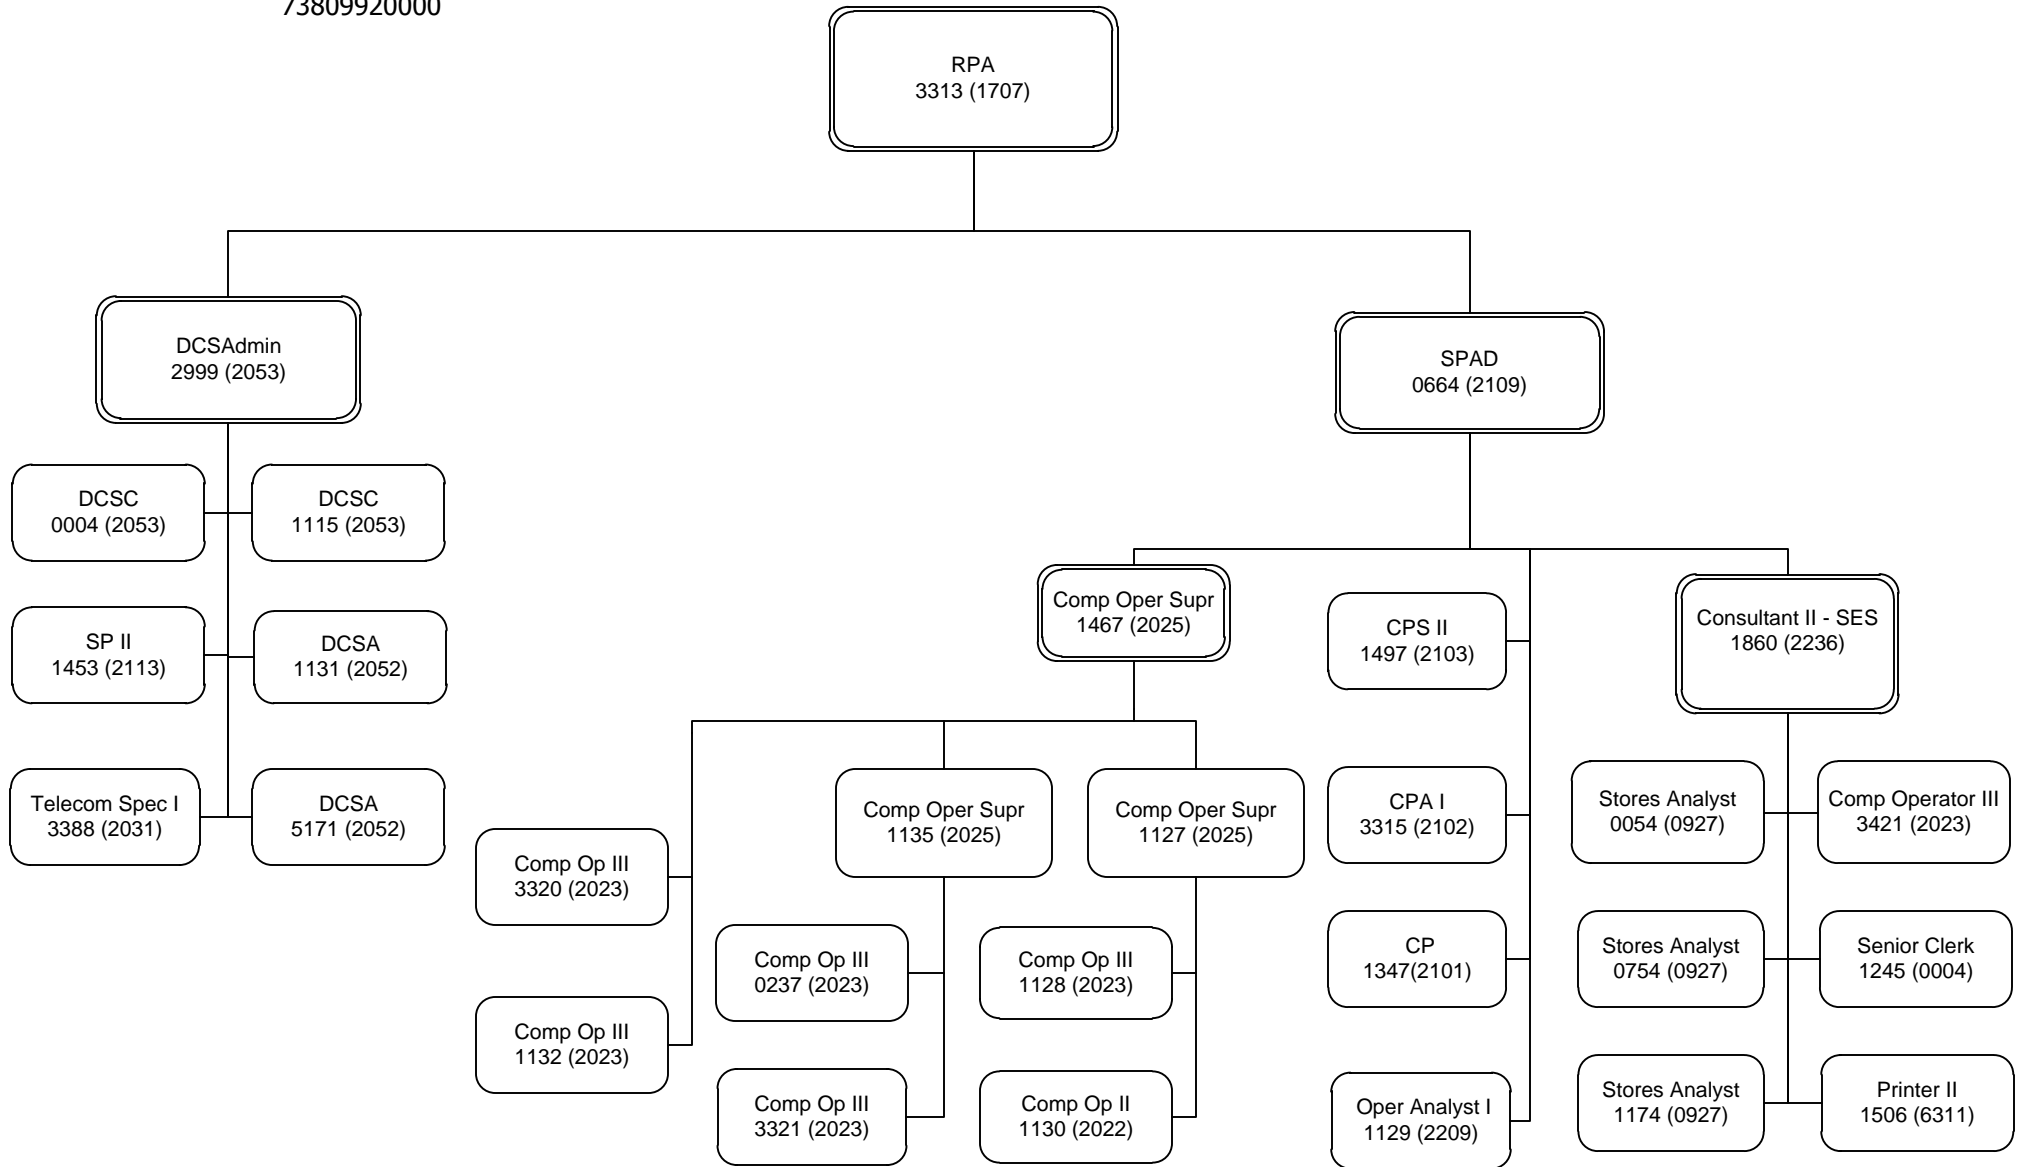 73809920000
RPA
3313 (1707)
DCSAdmin
2999 (2053)
SPAD
0664 (2109)
DCSC
0004 (2053)
DCSC
1115 (2053)
SP II
1453 (2113)
DCSA
1131 (2052)
Telecom Spec I
3388 (2031)
DCSA
5171 (2052)
Comp Oper Supr
1467 (2025)
Comp Op III
3320 (2023)
Comp Op III
1132 (2023)
Comp Oper Supr
1135 (2025)
Comp Op III
0237 (2023)
Comp Op III
3321 (2023)
Comp Oper Supr
1127 (2025)
Comp Op III
1128 (2023)
Comp Op II
1130 (2022)
CPS II
1497 (2103)
CPA I
3315 (2102)
CP
1347(2101)
Oper Analyst I
1129 (2209)
Consultant II - SES
1860 (2236)
Stores Analyst
0054 (0927)
Comp Operator III
3421 (2023)
Stores Analyst
0754 (0927)
Senior Clerk
1245 (0004)
Stores Analyst
1174 (0927)
Printer II
1506 (6311)